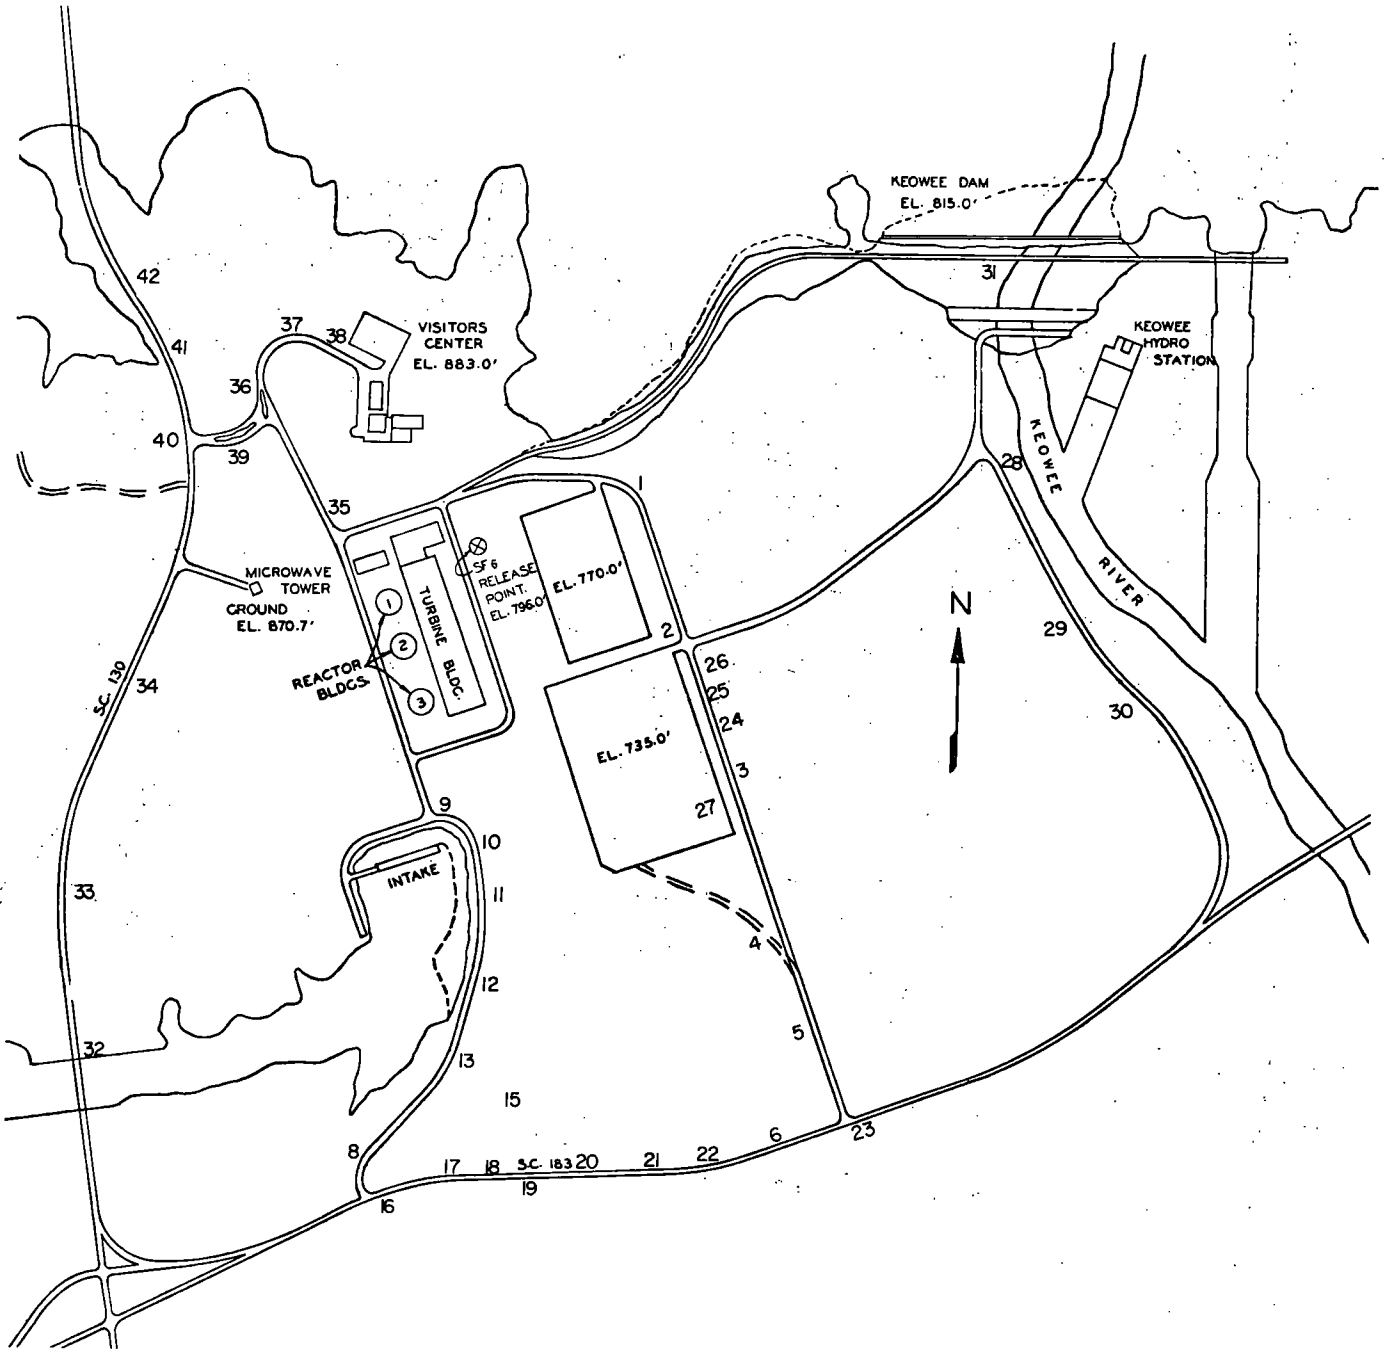 KEOWEE DAM
EL. 815.0'
31
42
37
38
VISITORS
CENTER
EL. 883.0'
KEOWEE
HYDRO
STATION
41
36
40
39
KEOWEE
RIVER
28
35
1
SF6
RELEASE
POINT.
EL. 796.0'
EL. 770.0'
MICROWAVE
TOWER
GROUND
EL. 870.7'
1
2
3
TURBINE BLDG.
REACTOR
BLDGS.
N
2
26
25
24
3
27
29
30
S.C. 130
34
EL. 735.0'
9
10
INTAKE
11
33
4
12
5
32
13
15
8
6
23
17
18
S.C. 183
20
21
22
19
16